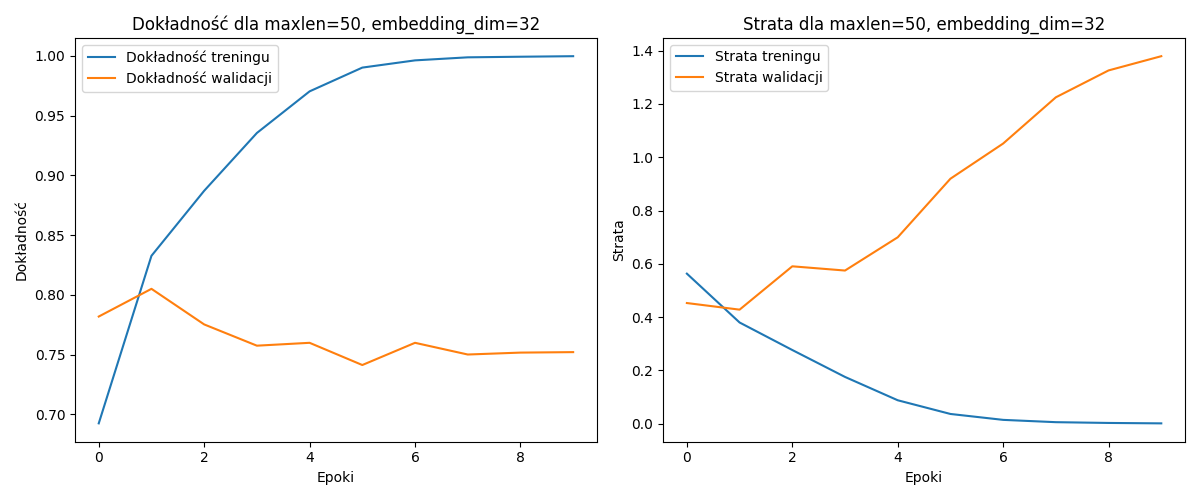 Dokładność dla maxlen=50, embedding_dim=32
Dokładność treningu
Dokładność walidacji
1.00
0.95
0.90
0.85
0.80
0.75
0.70
Dokładność
0 2 4 6 8
Epoki
Strata dla maxlen=50, embedding_dim=32
Strata treningu
Strata walidacji
1.4
1.2
1.0
0.8
0.6
0.4
0.2
0.0
Strata
0 2 4 6 8
Epoki